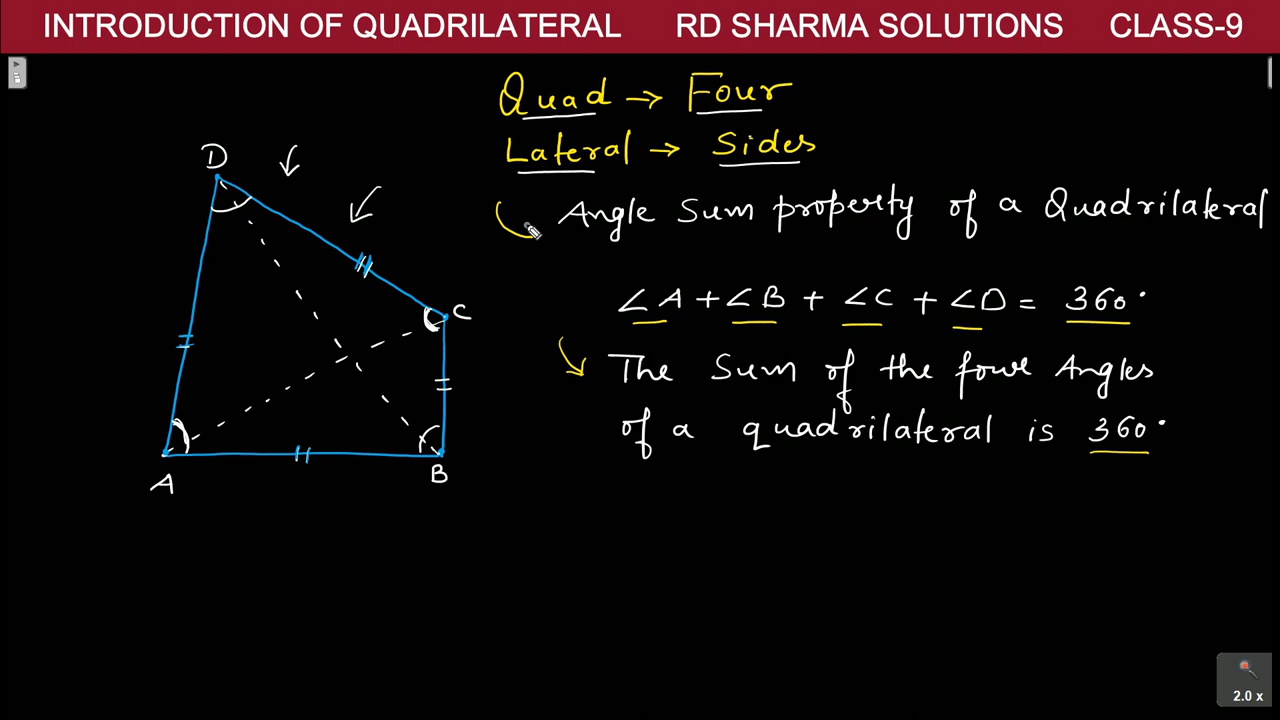 INTRODUCTION OF QUADRILATERAL RD SHARMA SOLUTIONS CLASS-9
Quad → Four
Lateral → Sides
Angle Sum property of a Quadrilateral
∠A + ∠B + ∠C + ∠D = 360°
The Sum of the four Angles
of a quadrilateral is 360°
D
C
A
B
2.0 x